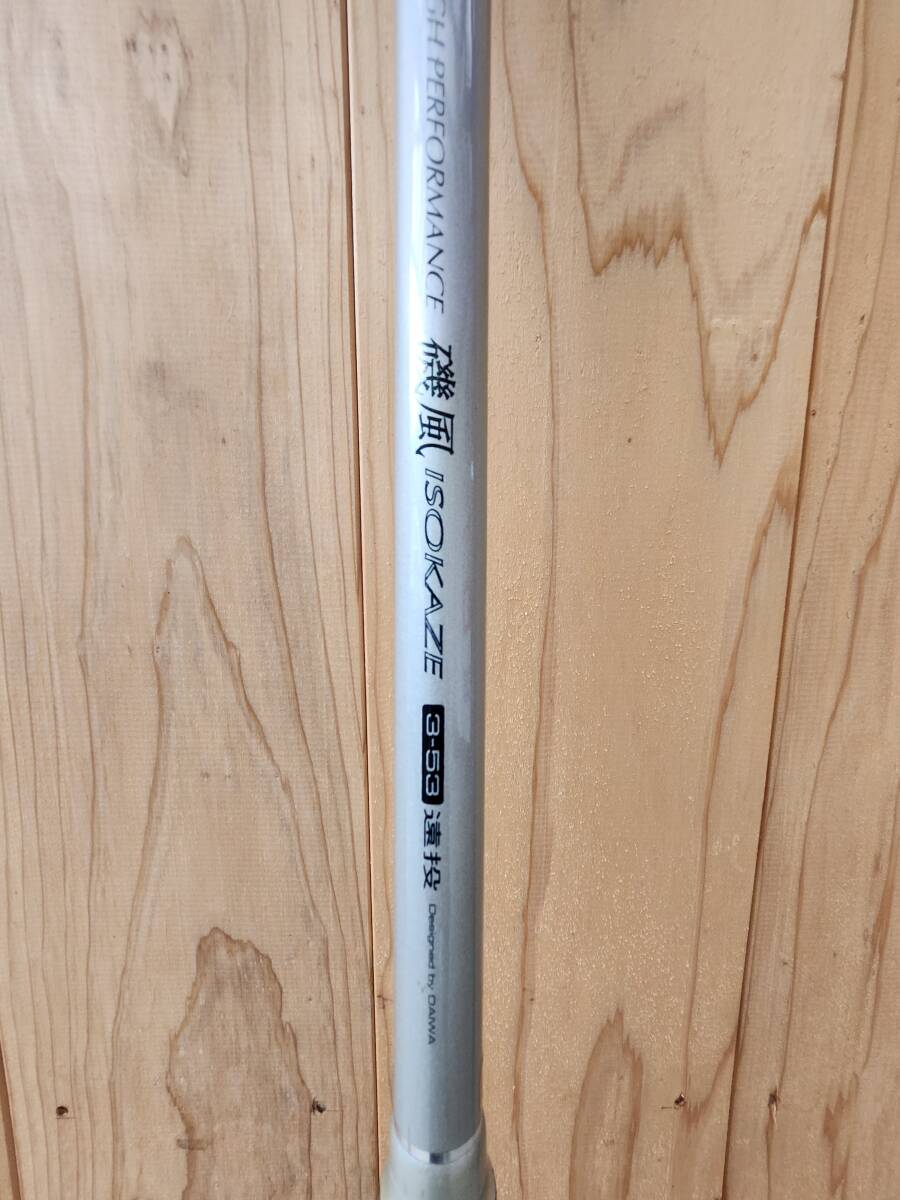 GH PERFORMANCE 磯風 ISOKAZE 3-53 遠投 Designed by DAIWA